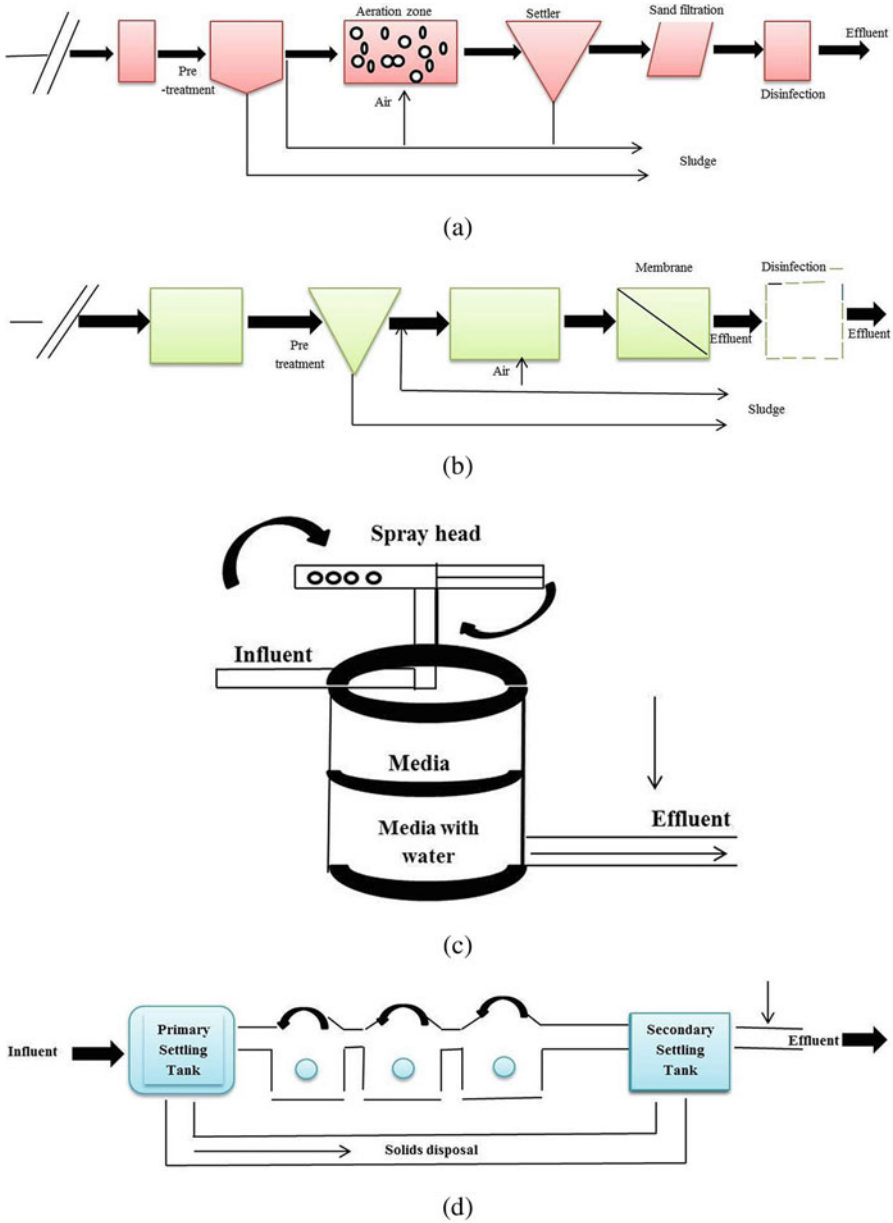 Aeration zone
Settler
Sand filtration
Effluent
Pre
-treatment
Air
Disinfection
Sludge
(a)
Membrane
Disinfection
Pre
treatment
Effluent
Effluent
Air
Sludge
(b)
Spray head
Influent
Media
Effluent
Media with
water
(c)
Primary
Settling
Tank
Secondary
Settling
Tank
Influent
Effluent
Solids disposal
(d)